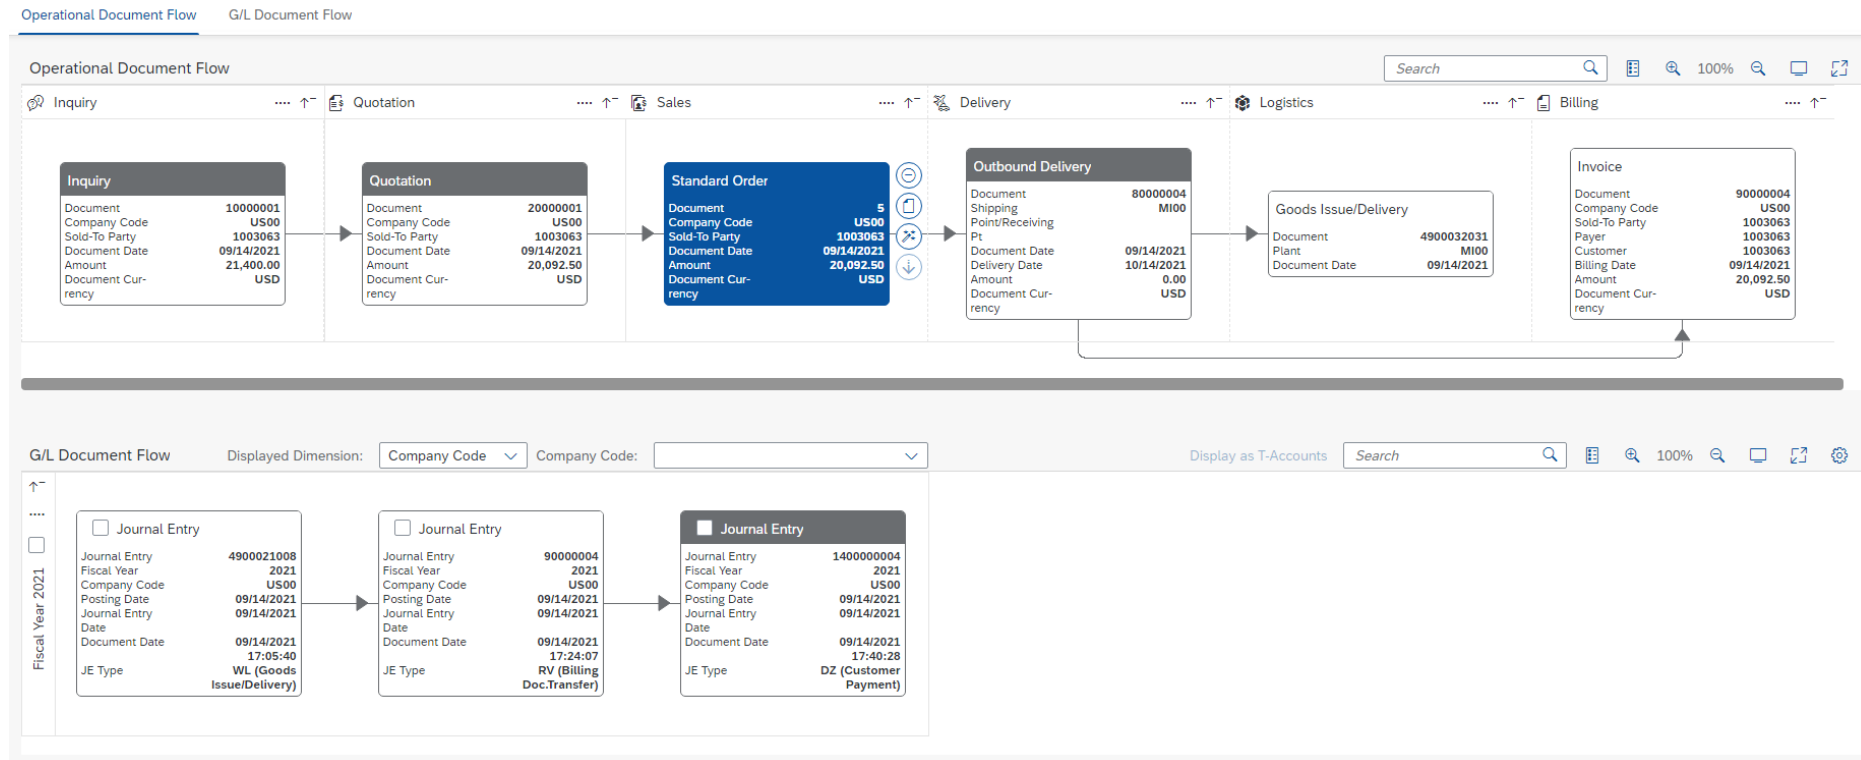 Operational Document Flow G/L Document Flow
Operational Document Flow Search 100%
Inquiry Quotation Sales Delivery Logistics Billing
Inquiry
Document 10000001
Company Code US00
Sold-To Party 1003063
Document Date 09/14/2021
Amount 21,400.00
Document Cur- USD
rency
Quotation
Document 20000001
Company Code US00
Sold-To Party 1003063
Document Date 09/14/2021
Amount 20,092.50
Document Cur- USD
rency
Standard Order
Document 5
Company Code US00
Sold-To Party 1003063
Document Date 09/14/2021
Amount 20,092.50
Document Cur- USD
rency
Outbound Delivery
Document 80000004
Shipping MI00
Point/Receiving
Pt
Document Date 09/14/2021
Delivery Date 10/14/2021
Amount 0.00
Document Cur- USD
rency
Goods Issue/Delivery
Document 4900032031
Plant MI00
Document Date 09/14/2021
Invoice
Document 90000004
Company Code US00
Sold-To Party 1003063
Payer 1003063
Customer 1003063
Billing Date 09/14/2021
Amount 20,092.50
Document Cur- USD
rency
G/L Document Flow Displayed Dimension: Company Code Company Code: Display as T-Accounts Search 100%
Fiscal Year 2021
Journal Entry
Journal Entry 4900021008
Fiscal Year 2021
Company Code US00
Posting Date 09/14/2021
Journal Entry 09/14/2021
Date
Document Date 09/14/2021
17:05:40
JE Type WL (Goods
Issue/Delivery)
Journal Entry
Journal Entry 90000004
Fiscal Year 2021
Company Code US00
Posting Date 09/14/2021
Journal Entry 09/14/2021
Date
Document Date 09/14/2021
17:24:07
JE Type RV (Billing
Doc.Transfer)
Journal Entry
Journal Entry 1400000004
Fiscal Year 2021
Company Code US00
Posting Date 09/14/2021
Journal Entry 09/14/2021
Date
Document Date 09/14/2021
17:40:28
JE Type DZ (Customer
Payment)